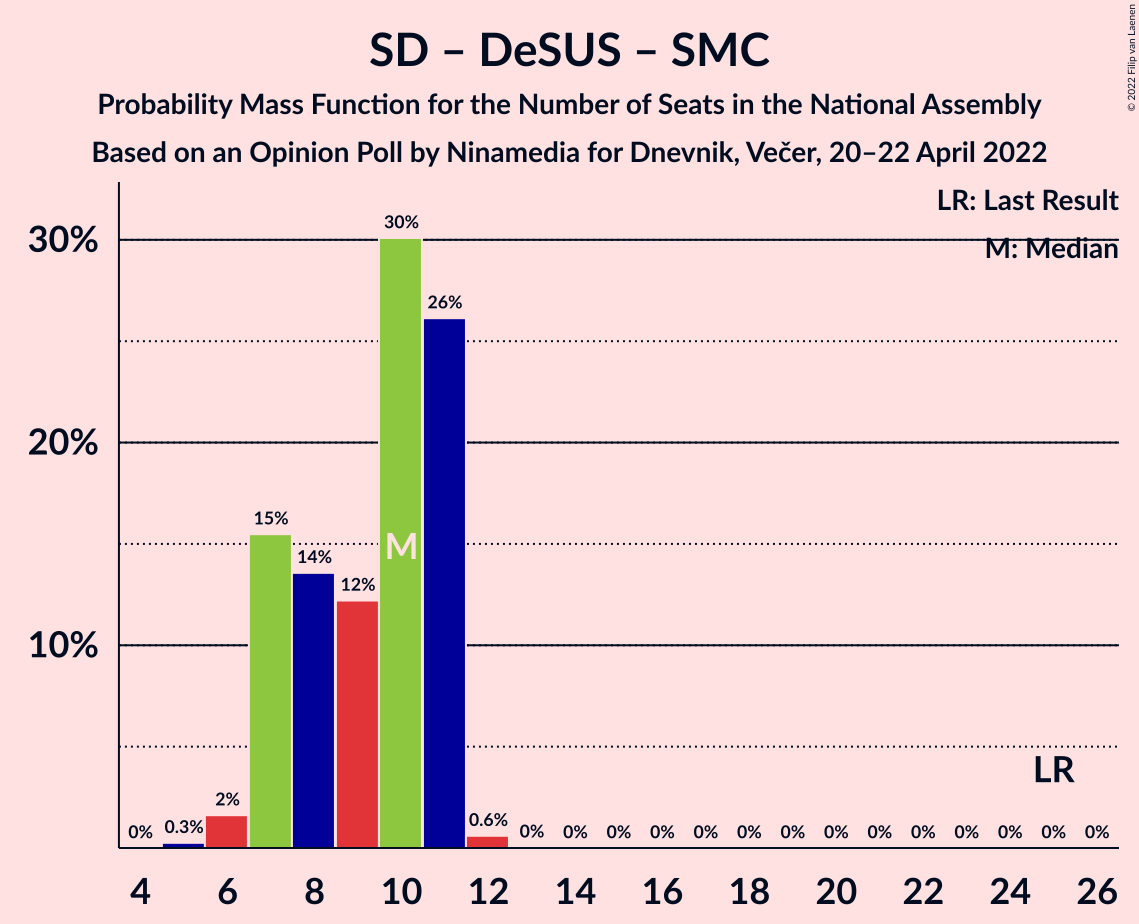 SD – DeSUS – SMC
Probability Mass Function for the Number of Seats in the National Assembly
Based on an Opinion Poll by Ninamedia for Dnevnik, Večer, 20–22 April 2022
© 2022 Filip van Laenen
LR: Last Result
M: Median
30%
20%
10%
0% 0.3% 2% 15% 14% 12% 30% 26% 0.6% 0% 0% 0% 0% 0% 0% 0% 0% 0% 0% 0% 0% 0% 0%
M
LR
4 6 8 10 12 14 16 18 20 22 24 26